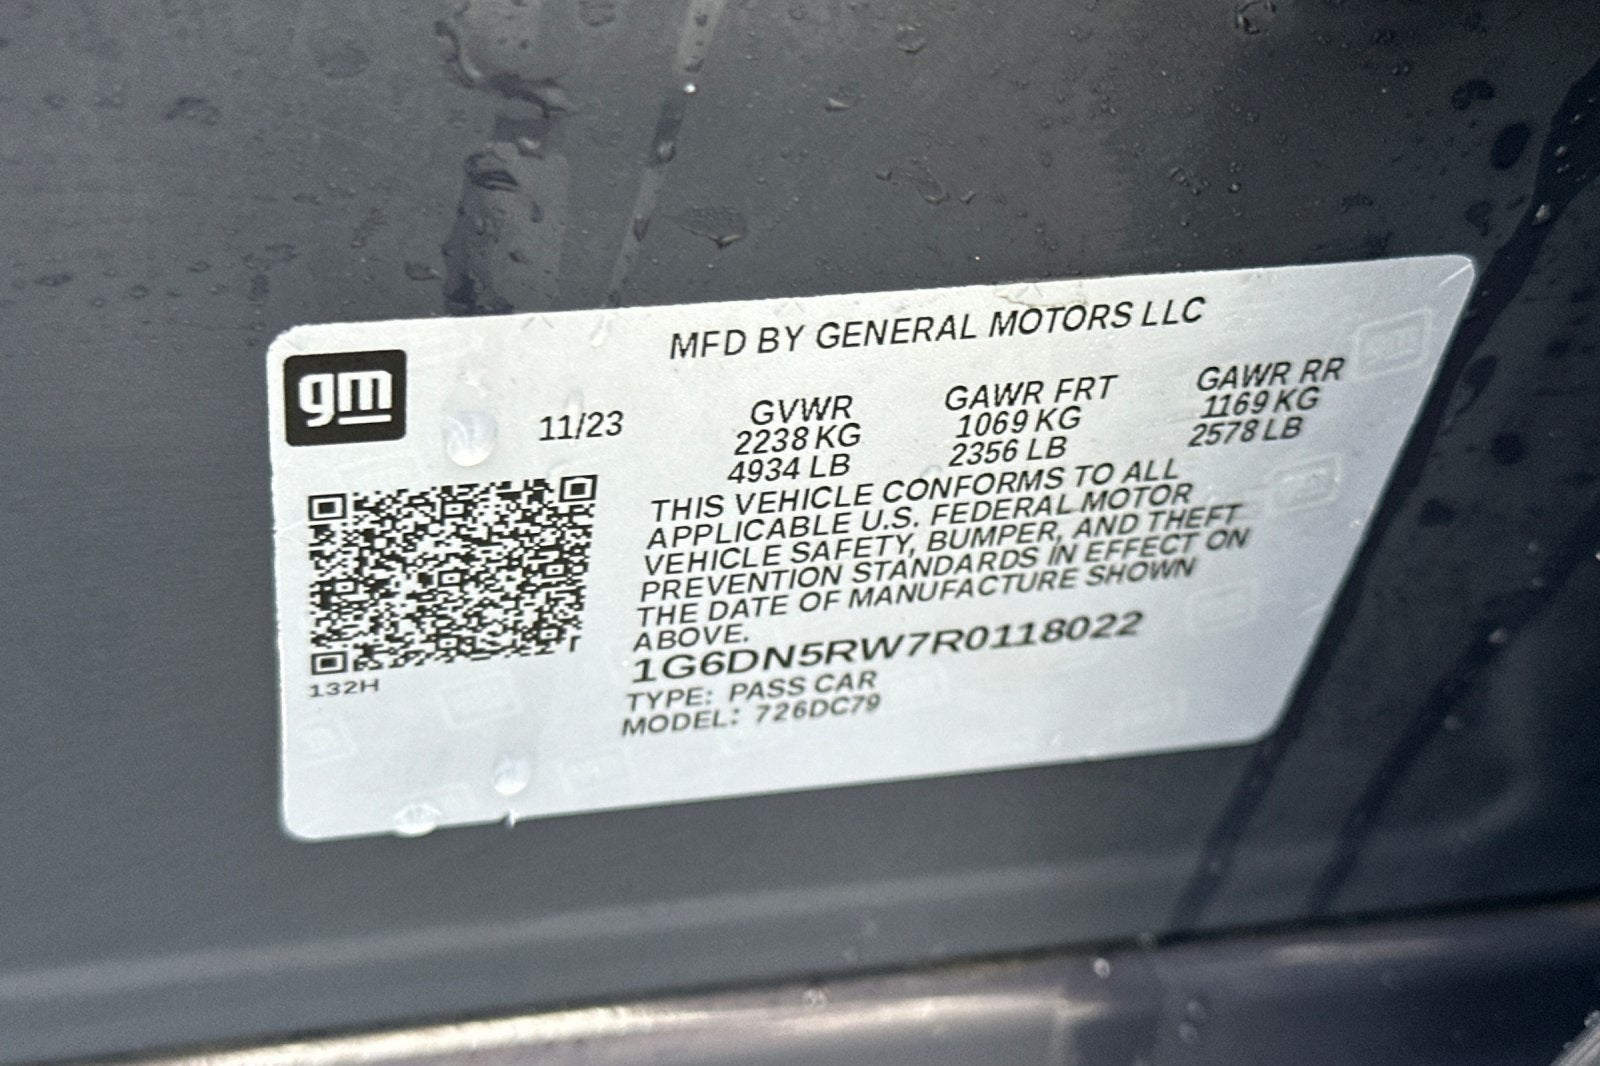 MFD BY GENERAL MOTORS LLC
gm
11/23
GVWR GAWR FRT GAWR RR
2238 KG 1069 KG 1169 KG
4934 LB 2356 LB 2578 LB
THIS VEHICLE CONFORMS TO ALL
APPLICABLE U.S. FEDERAL MOTOR
VEHICLE SAFETY, BUMPER, AND THEFT
PREVENTION STANDARDS IN EFFECT ON
THE DATE OF MANUFACTURE SHOWN
ABOVE.
1G6DN5RW7R0118022
132H
TYPE: PASS CAR
MODEL: 726DC79